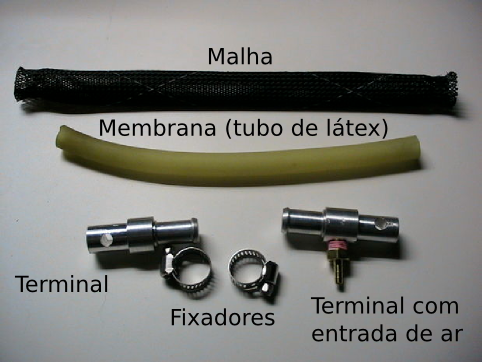 Malha
Membrana (tubo de látex)
Terminal
Fixadores
Terminal com
entrada de ar